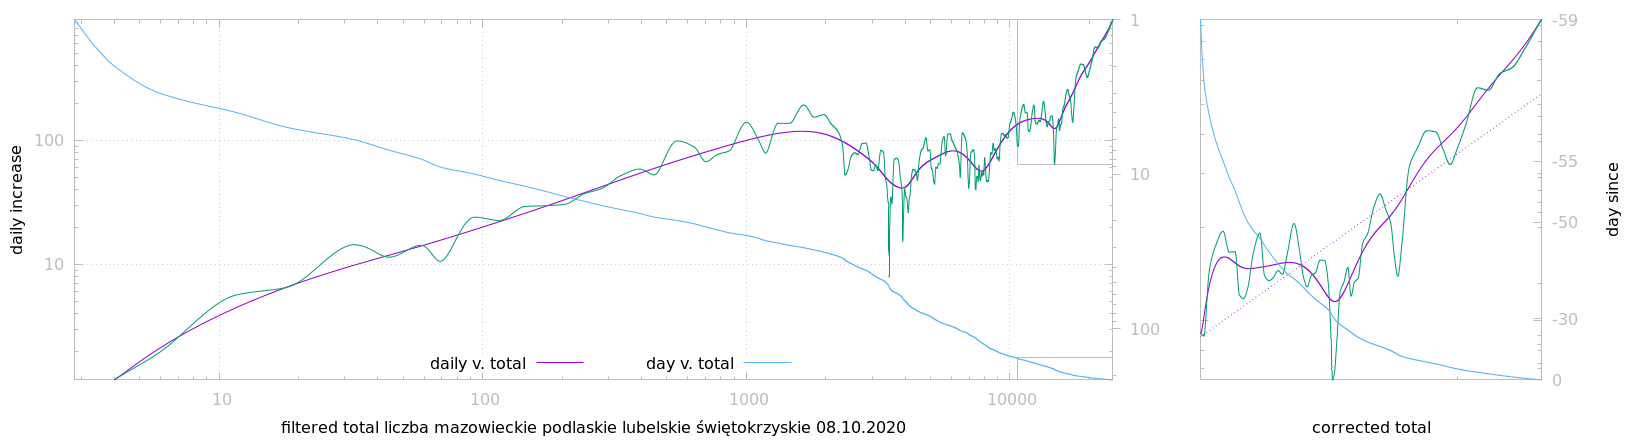 daily increase
100
10
1
10
100
daily v. total
day v. total
10
100
1000
10000
filtered total liczba mazowieckie podlaskie lubelskie świętokrzyskie 08.10.2020
-59
-55
-50
-30
0
day since
corrected total